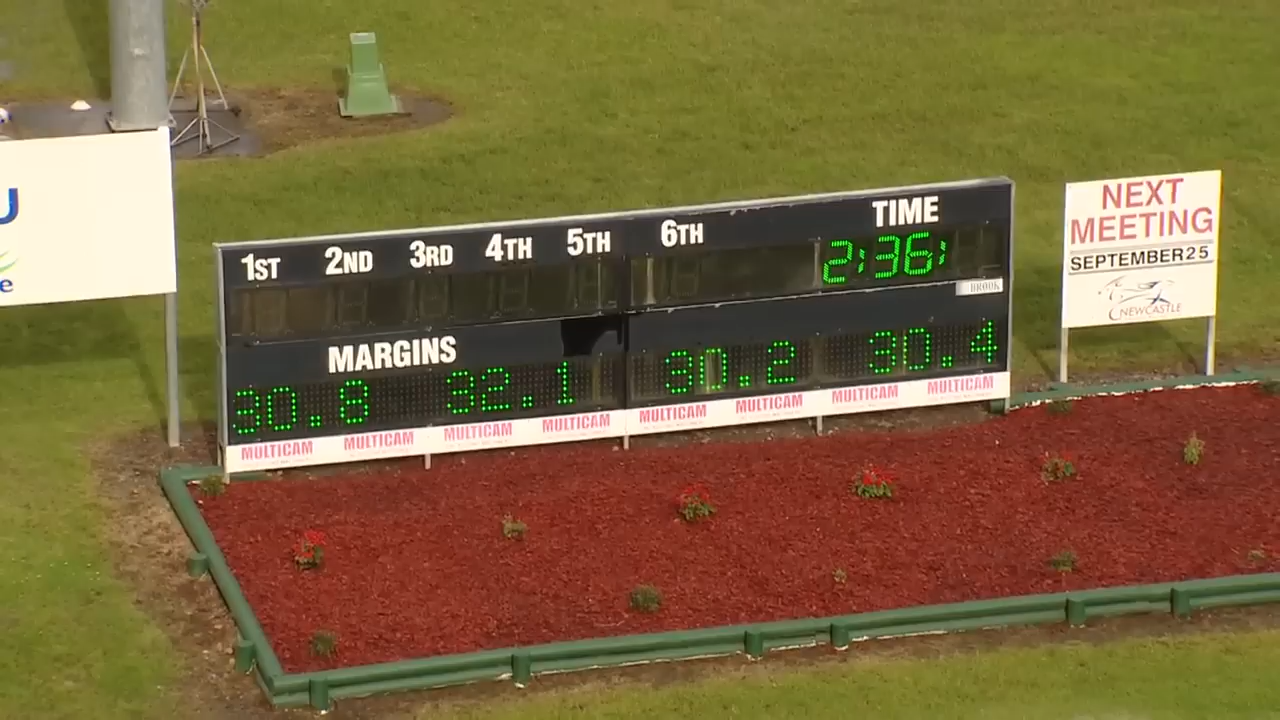 1ST 2ND 3RD 4TH 5TH 6TH TIME
2:36:
MARGINS
30.8 32.1 30.2 30.4
MULTICAM MULTICAM MULTICAM MULTICAM MULTICAM MULTICAM MULTICAM MULTICAM
NEXT
MEETING
SEPTEMBER 25
NEWCASTLE